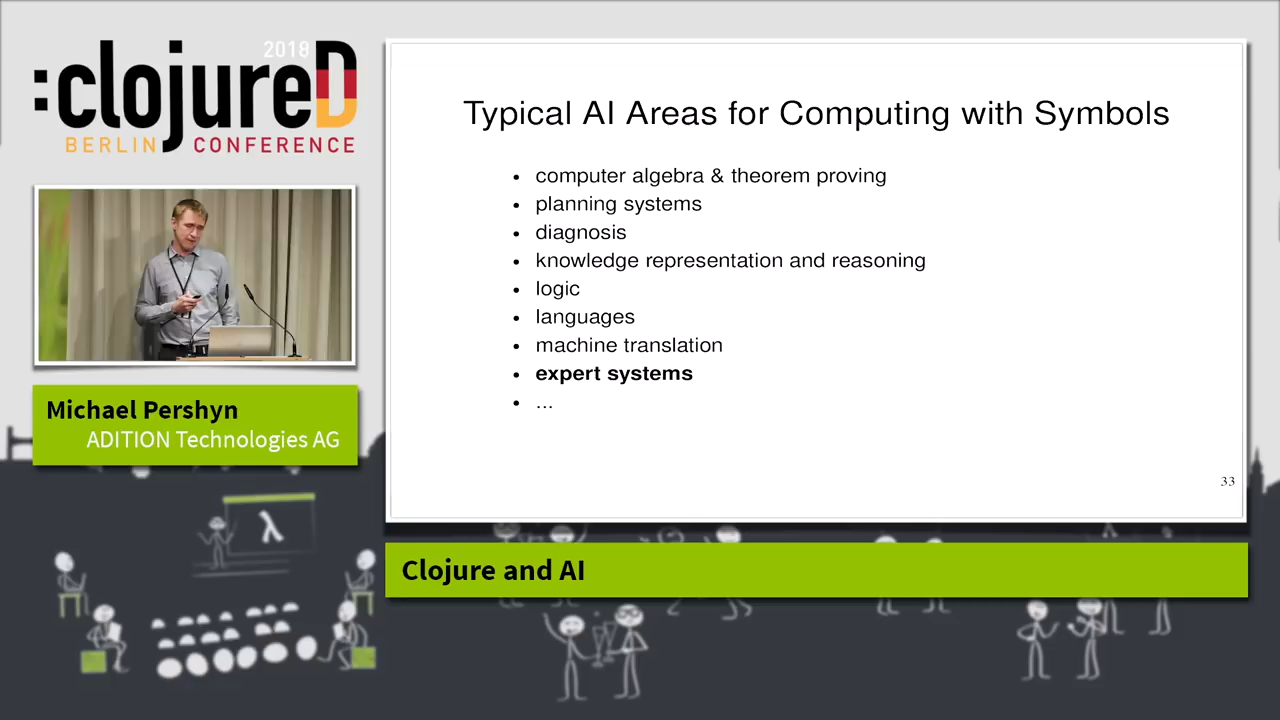 2018
:clojureD
BERLIN CONFERENCE
Michael Pershyn
ADITION Technologies AG
Typical AI Areas for Computing with Symbols
• computer algebra & theorem proving
• planning systems
• diagnosis
• knowledge representation and reasoning
• logic
• languages
• machine translation
• expert systems
• ...
33
Clojure and AI
λ